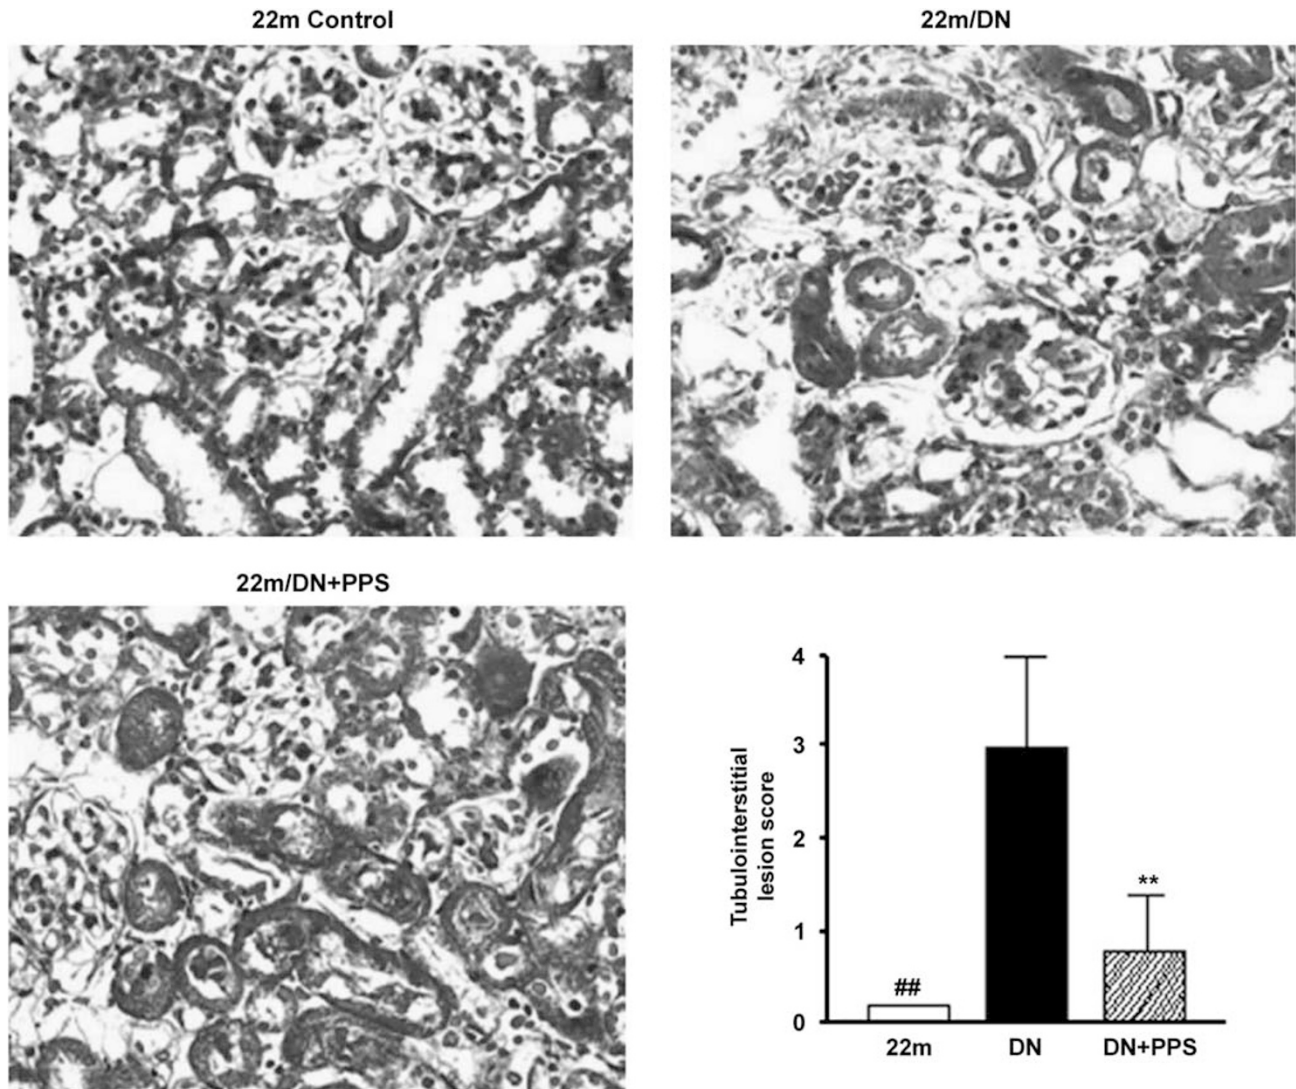 22m Control
22m/DN
22m/DN+PPS
4
3
2
1
0
Tubulointerstitial
lesion score
##
**
22m
DN
DN+PPS